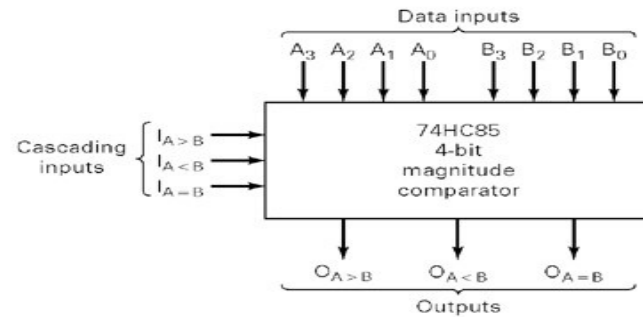 Data inputs
A3 A2 A1 A0 B3 B2 B1 B0
Cascading
inputs
IA>B
IA<B
IA=B
74HC85
4-bit
magnitude
comparator
OA>B OA<B OA=B
Outputs